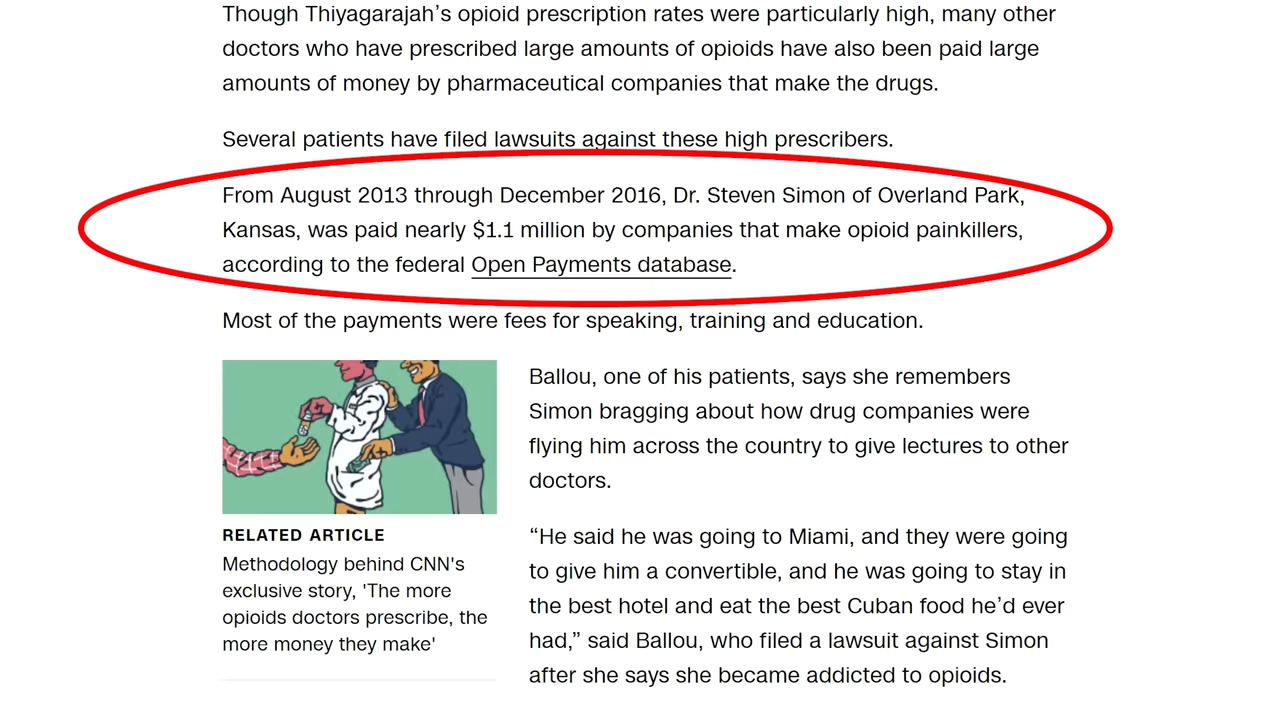 Though Thiyagarajah’s opioid prescription rates were particularly high, many other
doctors who have prescribed large amounts of opioids have also been paid large
amounts of money by pharmaceutical companies that make the drugs.
Several patients have filed lawsuits against these high prescribers.
From August 2013 through December 2016, Dr. Steven Simon of Overland Park,
Kansas, was paid nearly $1.1 million by companies that make opioid painkillers,
according to the federal Open Payments database.
Most of the payments were fees for speaking, training and education.
RELATED ARTICLE
Methodology behind CNN's
exclusive story, 'The more
opioids doctors prescribe, the
more money they make'
Ballou, one of his patients, says she remembers
Simon bragging about how drug companies were
flying him across the country to give lectures to other
doctors.
“He said he was going to Miami, and they were going
to give him a convertible, and he was going to stay in
the best hotel and eat the best Cuban food he’d ever
had,” said Ballou, who filed a lawsuit against Simon
after she says she became addicted to opioids.